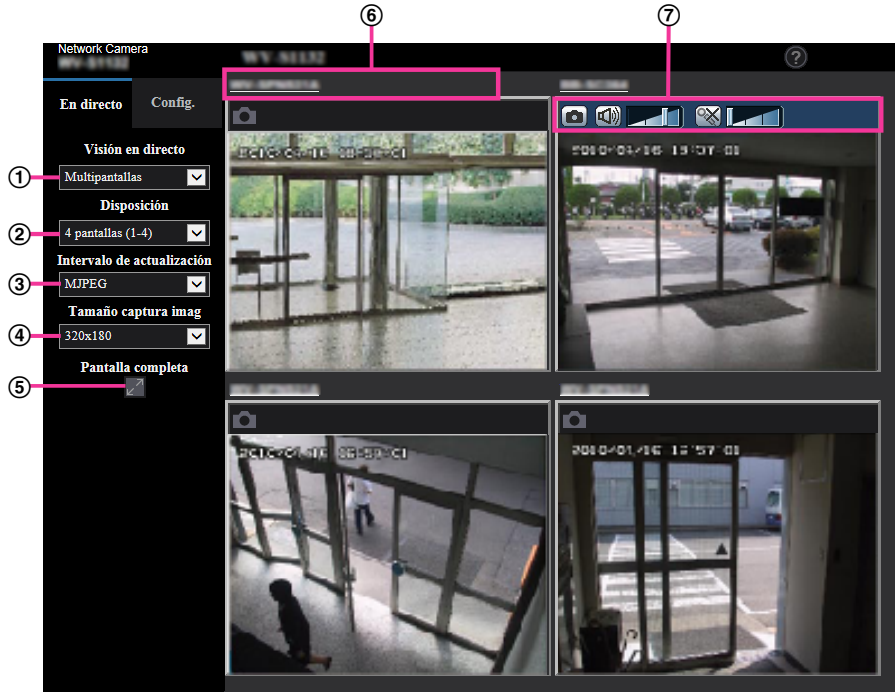 ⑥ ⑦
Network Camera
En directo
Config.
Visión en directo
① Multipantallas
Disposición
② 4 pantallas (1-4)
Intervalo de actualización
③ MJPEG
Tamaño captura imag
④ 320x180
Pantalla completa
⑤
?